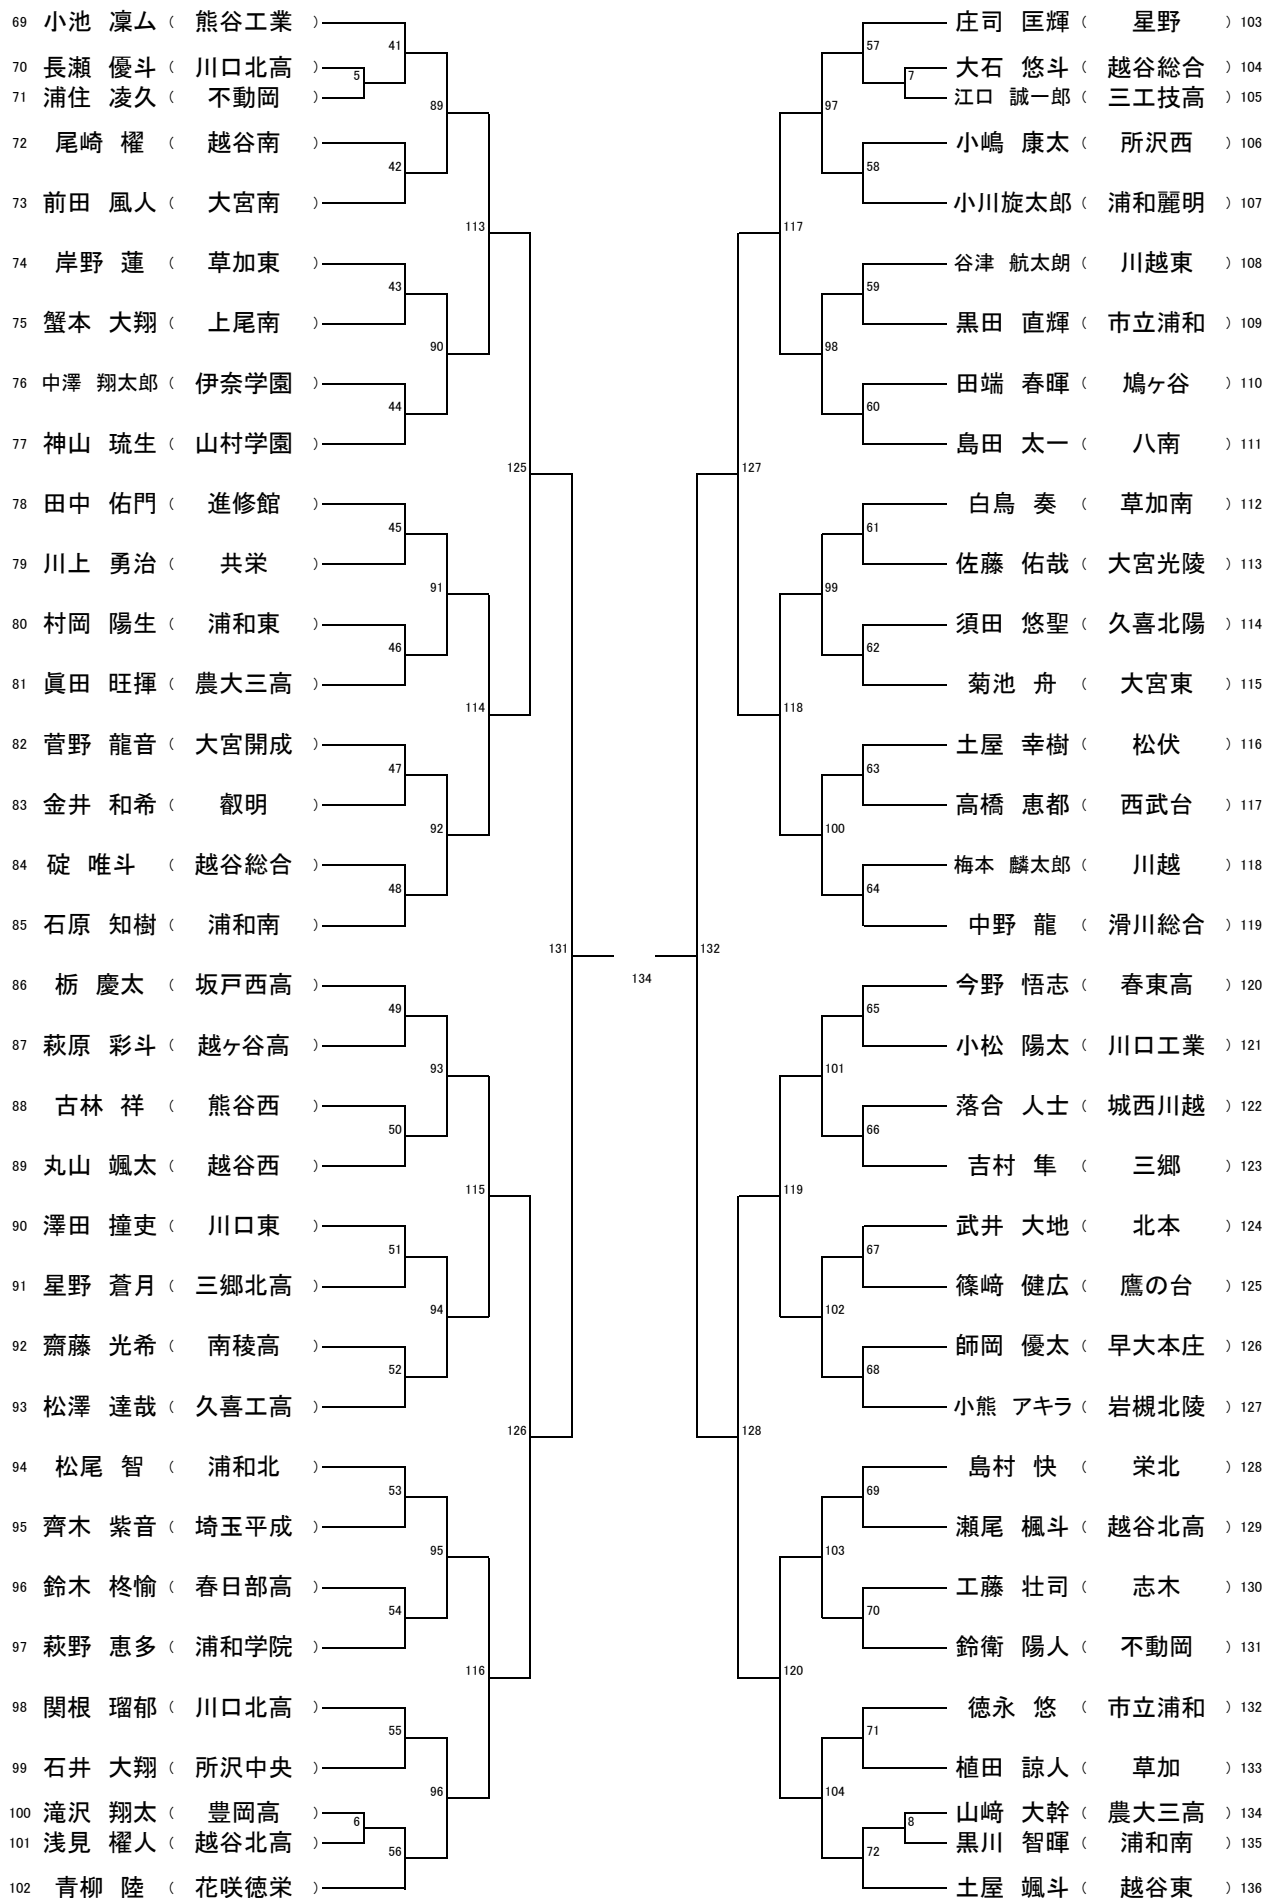 69 小池 凜ム ( 熊谷工業 )
70 長瀬 優斗 ( 川口北高 )
71 浦住 凌久 ( 不動岡 )
72 尾崎 櫂 ( 越谷南 )
73 前田 風人 ( 大宮南 )
74 岸野 蓮 ( 草加東 )
75 蟹本 大翔 ( 上尾南 )
76 中澤 翔太郎 ( 伊奈学園 )
77 神山 琉生 ( 山村学園 )
78 田中 佑門 ( 進修館 )
79 川上 勇治 ( 共栄 )
80 村岡 陽生 ( 浦和東 )
81 眞田 旺揮 ( 農大三高 )
82 菅野 龍音 ( 大宮開成 )
83 金井 和希 ( 叡明 )
84 碇 唯斗 ( 越谷総合 )
85 石原 知樹 ( 浦和南 )
86 栃 慶太 ( 坂戸西高 )
87 萩原 彩斗 ( 越ヶ谷高 )
88 古林 祥 ( 熊谷西 )
89 丸山 颯太 ( 越谷西 )
90 澤田 撞吏 ( 川口東 )
91 星野 蒼月 ( 三郷北高 )
92 齋藤 光希 ( 南稜高 )
93 松澤 達哉 ( 久喜工高 )
94 松尾 智 ( 浦和北 )
95 齊木 紫音 ( 埼玉平成 )
96 鈴木 柊愉 ( 春日部高 )
97 萩野 恵多 ( 浦和学院 )
98 関根 瑠郁 ( 川口北高 )
99 石井 大翔 ( 所沢中央 )
100 滝沢 翔太 ( 豊岡高 )
101 浅見 櫂人 ( 越谷北高 )
102 青柳 陸 ( 花咲徳栄 )
5
41
42
43
44
45
46
47
48
49
50
51
52
53
54
55
6
56
89
90
91
92
93
94
95
96
113
114
115
116
125
126
131
134
132
127
128
117
118
119
120
97
98
99
100
101
102
103
104
57
7
58
59
60
61
62
63
64
65
66
67
68
69
70
71
8
72
庄司 匡輝 ( 星野 ) 103
大石 悠斗 ( 越谷総合 ) 104
江口 誠一郎 ( 三工技高 ) 105
小嶋 康太 ( 所沢西 ) 106
小川旋太郎 ( 浦和麗明 ) 107
谷津 航太朗 ( 川越東 ) 108
黒田 直輝 ( 市立浦和 ) 109
田端 春暉 ( 鳩ヶ谷 ) 110
島田 太一 ( 八南 ) 111
白鳥 奏 ( 草加南 ) 112
佐藤 佑哉 ( 大宮光陵 ) 113
須田 悠聖 ( 久喜北陽 ) 114
菊池 舟 ( 大宮東 ) 115
土屋 幸樹 ( 松伏 ) 116
高橋 恵都 ( 西武台 ) 117
梅本 麟太郎 ( 川越 ) 118
中野 龍 ( 滑川総合 ) 119
今野 悟志 ( 春東高 ) 120
小松 陽太 ( 川口工業 ) 121
落合 人士 ( 城西川越 ) 122
吉村 隼 ( 三郷 ) 123
武井 大地 ( 北本 ) 124
篠﨑 健広 ( 鷹の台 ) 125
師岡 優太 ( 早大本庄 ) 126
小熊 アキラ ( 岩槻北陵 ) 127
島村 快 ( 栄北 ) 128
瀬尾 楓斗 ( 越谷北高 ) 129
工藤 壮司 ( 志木 ) 130
鈴衛 陽人 ( 不動岡 ) 131
徳永 悠 ( 市立浦和 ) 132
植田 諒人 ( 草加 ) 133
山﨑 大幹 ( 農大三高 ) 134
黒川 智暉 ( 浦和南 ) 135
土屋 颯斗 ( 越谷東 ) 136